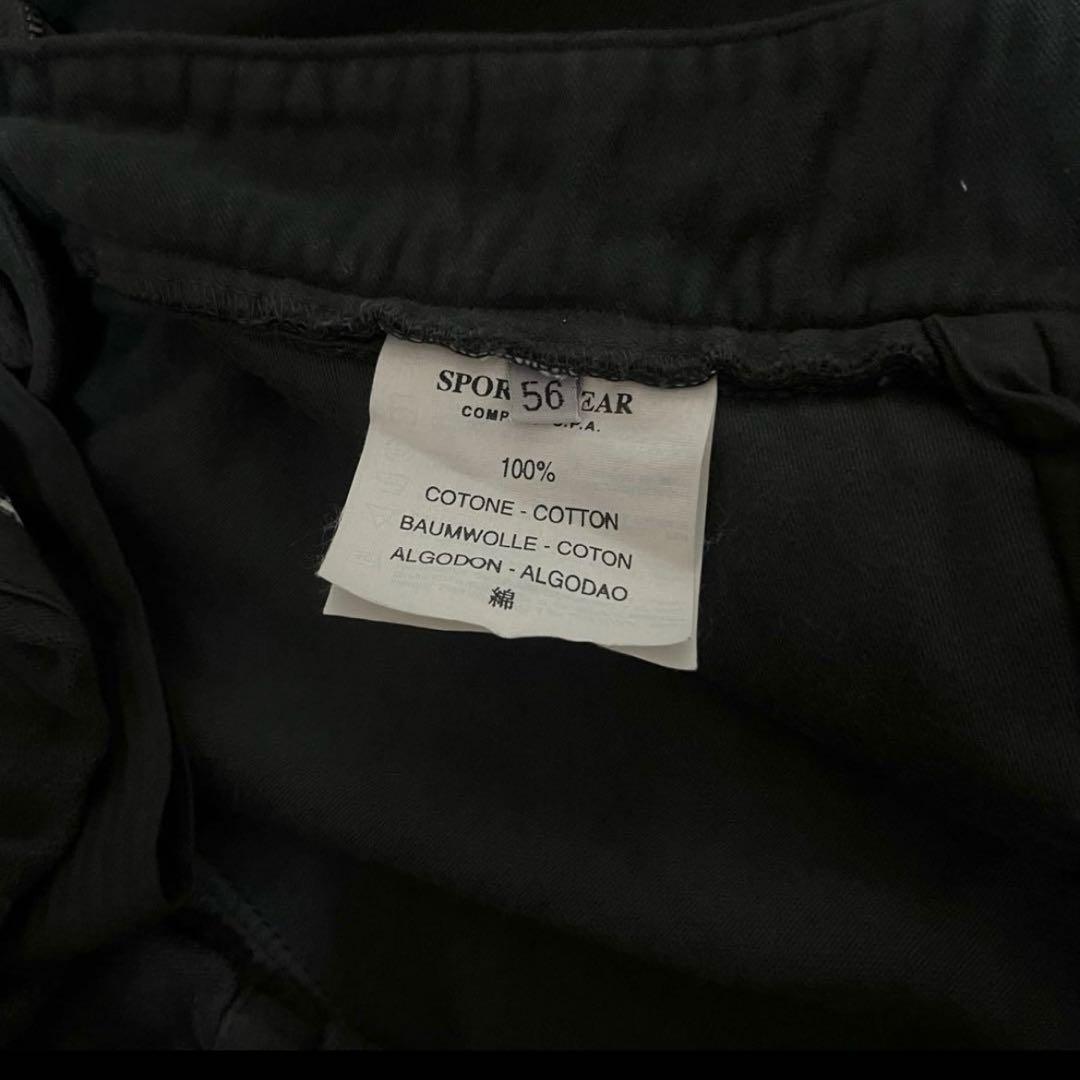 SPOR 56 EAR
COMP S.P.A.
100%
COTONE - COTTON
BAUMWOLLE - COTON
ALGODON - ALGODAO
綿